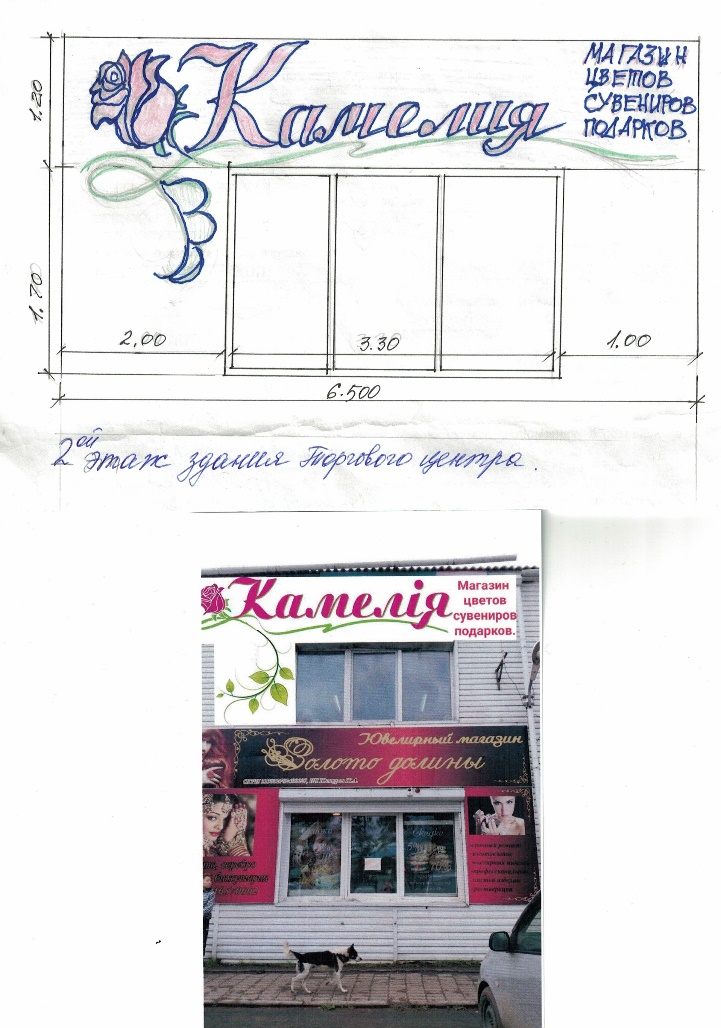 Камелия
МАГАЗИН
ЦВЕТОВ
СУВЕНИРОВ
ПОДАРКОВ
1.20
1.70
2,00
3.30
1.00
6.500
2ой этаж здания Торгового центра.
Камелія
Магазин
цветов
сувениров
подарков.
Ювелирный магазин
Золото долины